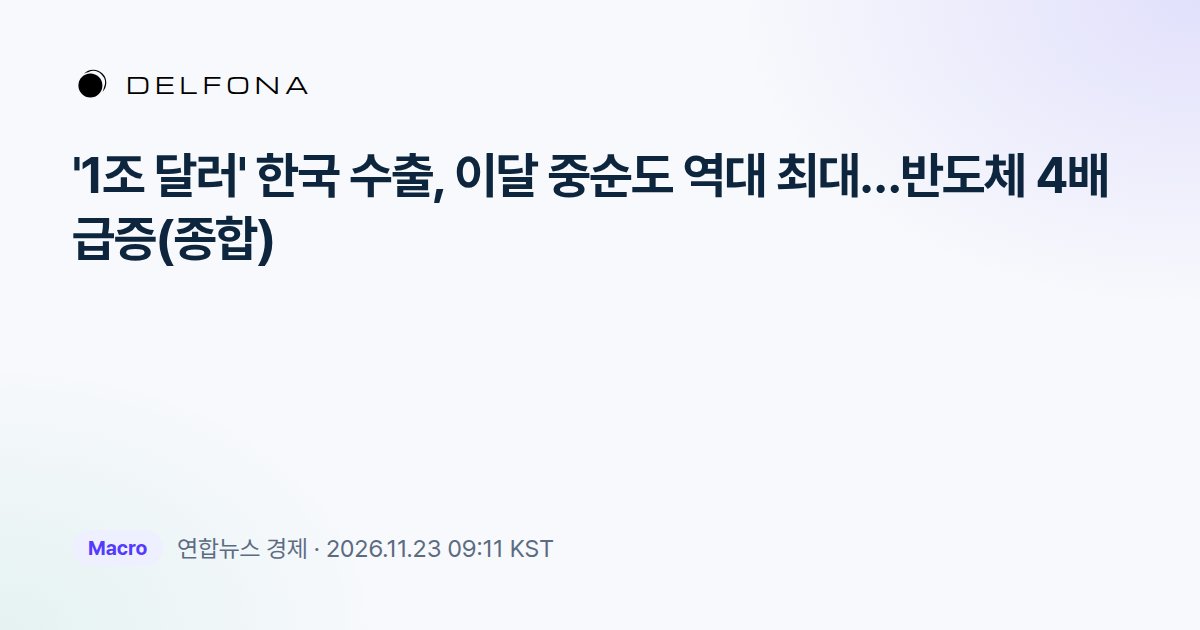 DELFONA
'1조 달러' 한국 수출, 이달 중순도 역대 최대…반도체 4배
급증(종합)
Macro 연합뉴스 경제 · 2026.11.23 09:11 KST